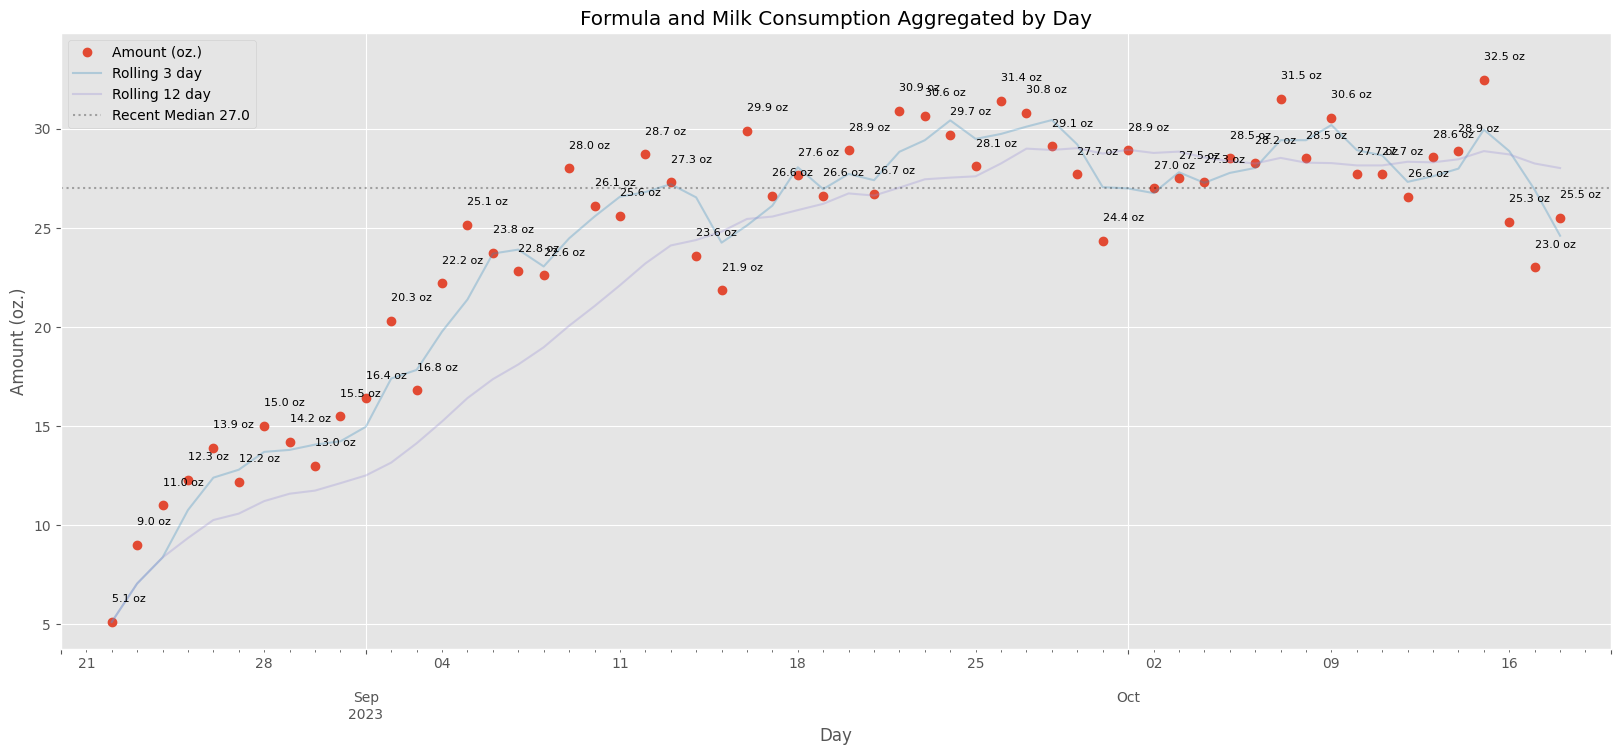 Formula and Milk Consumption Aggregated by Day
Amount (oz.)
Rolling 3 day
Rolling 12 day
Recent Median 27.0
Amount (oz.)
30
25
20
15
10
5
5.1 oz
9.0 oz
11.0 oz
12.3 oz
13.9 oz
12.2 oz
15.0 oz
14.2 oz
13.0 oz
15.5 oz
16.4 oz
20.3 oz
16.8 oz
22.2 oz
25.1 oz
23.8 oz
22.8 oz
22.6 oz
28.0 oz
26.1 oz
25.6 oz
28.7 oz
27.3 oz
23.6 oz
21.9 oz
29.9 oz
26.6 oz
27.6 oz
26.6 oz
28.9 oz
26.7 oz
30.9 oz
30.6 oz
29.7 oz
28.1 oz
31.4 oz
30.8 oz
29.1 oz
27.7 oz
24.4 oz
28.9 oz
27.0 oz
27.5 oz
27.3 oz
28.5 oz
28.2 oz
31.5 oz
28.5 oz
30.6 oz
27.7 oz
27.7 oz
26.6 oz
28.6 oz
28.9 oz
32.5 oz
25.3 oz
23.0 oz
25.5 oz
21 28 04 11 18 25 02 09 16
Sep Oct
2023
Day